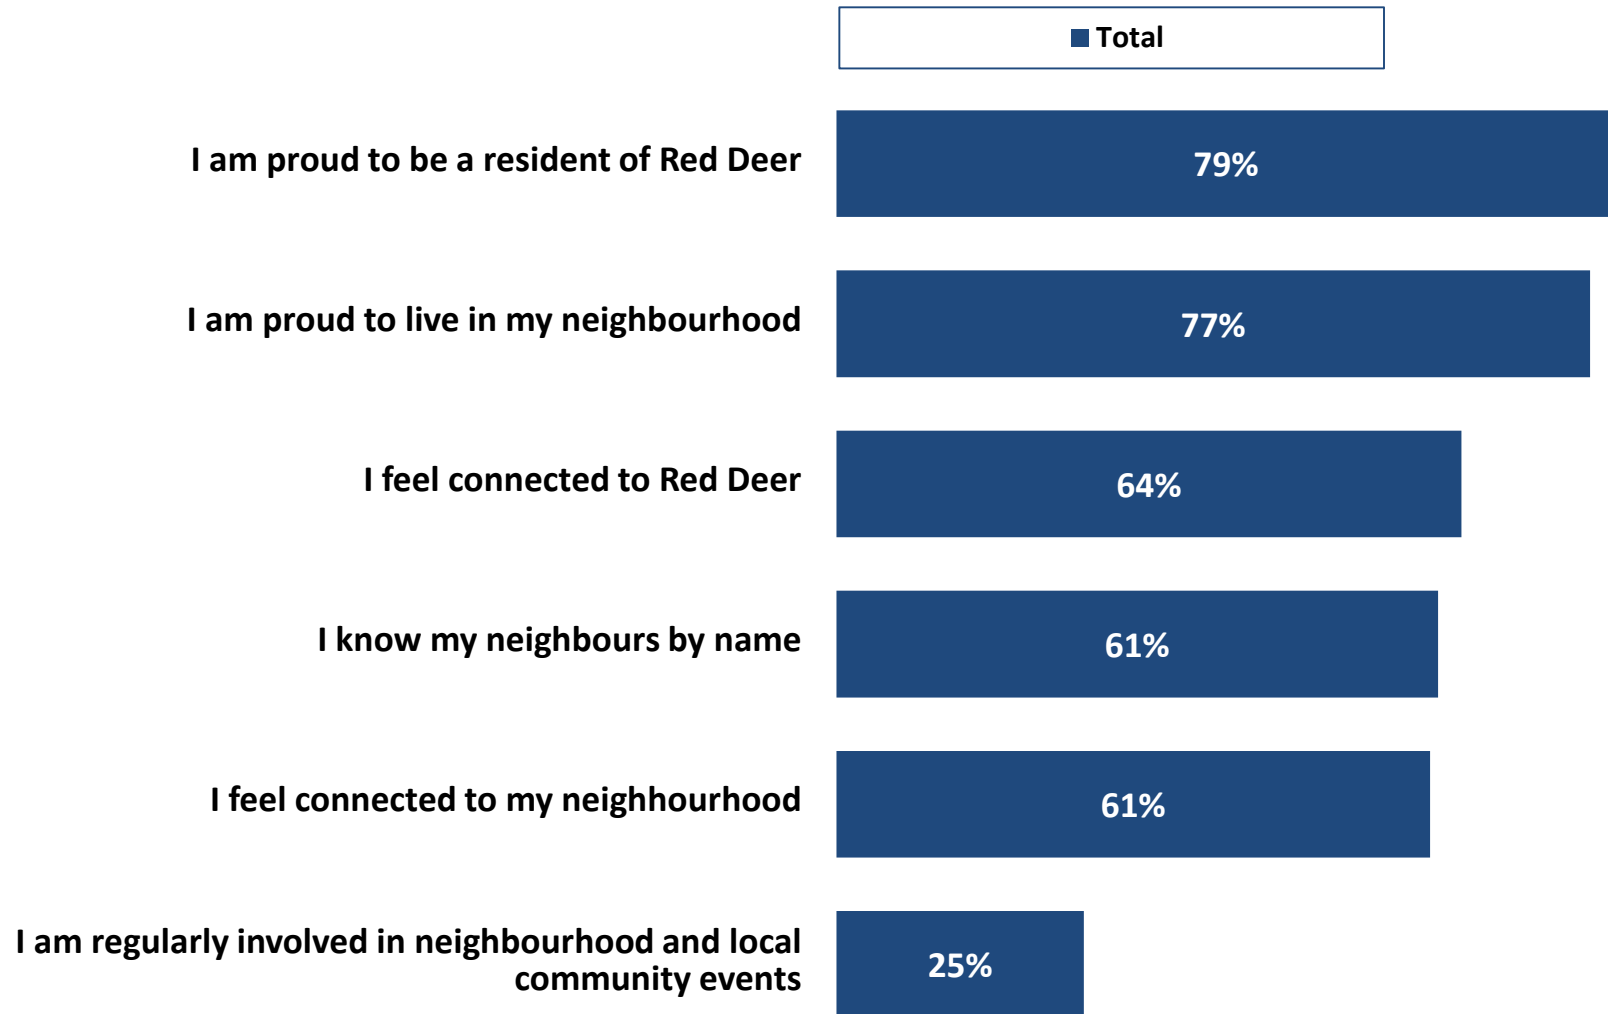 Total
I am proud to be a resident of Red Deer
79%
I am proud to live in my neighbourhood
77%
I feel connected to Red Deer
64%
I know my neighbours by name
61%
I feel connected to my neighhourhood
61%
I am regularly involved in neighbourhood and local
community events
25%